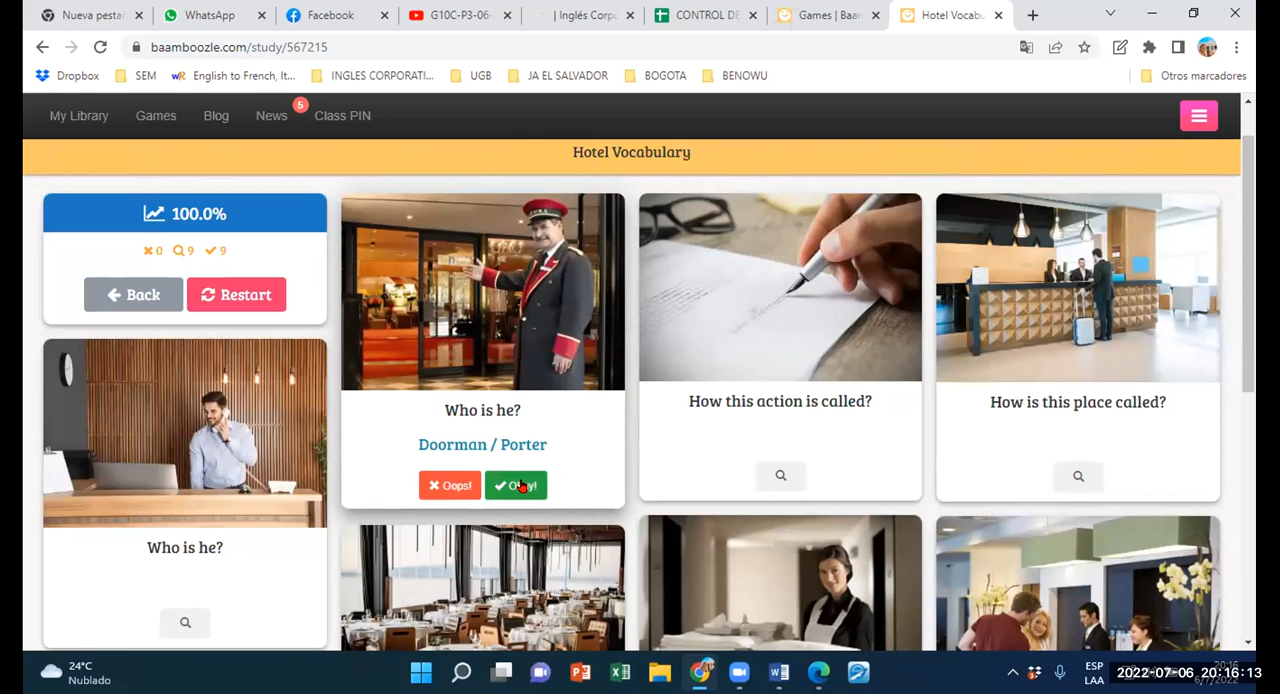 Nueva pesta
WhatsApp
Facebook
G10C-P3-06-
| Inglés Corpo
CONTROL DE
Games | Baam
Hotel Vocabu
baamboozle.com/study/567215
Dropbox
SEM
English to French, It...
INGLES CORPORATI...
UGB
JA EL SALVADOR
BOGOTA
BENOWU
Otros marcadores
My Library
Games
Blog
News
5
Class PIN
Hotel Vocabulary
100.0%
0 9 9
Back
Restart
Who is he?
Doorman / Porter
Oops!
How this action is called?
How is this place called?
Who is he?
24°C
Nublado
ESP
LAA
2022-07-06 20:16:13